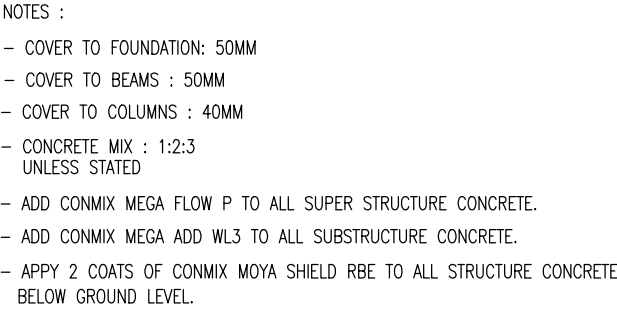 NOTES :
– COVER TO FOUNDATION: 50MM
– COVER TO BEAMS : 50MM
– COVER TO COLUMNS : 40MM
– CONCRETE MIX : 1:2:3
UNLESS STATED
– ADD CONMIX MEGA FLOW P TO ALL SUPER STRUCTURE CONCRETE.
– ADD CONMIX MEGA ADD WL3 TO ALL SUBSTRUCTURE CONCRETE.
– APPY 2 COATS OF CONMIX MOYA SHIELD RBE TO ALL STRUCTURE CONCRETE
BELOW GROUND LEVEL.